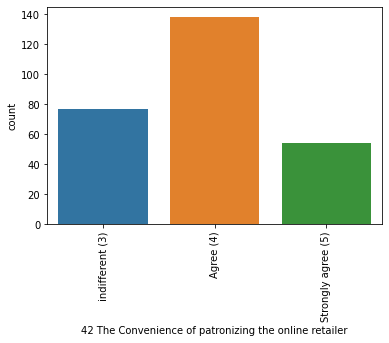 140
120
100
80
60
40
20
0
count
indifferent (3)
Agree (4)
Strongly agree (5)
42 The Convenience of patronizing the online retailer